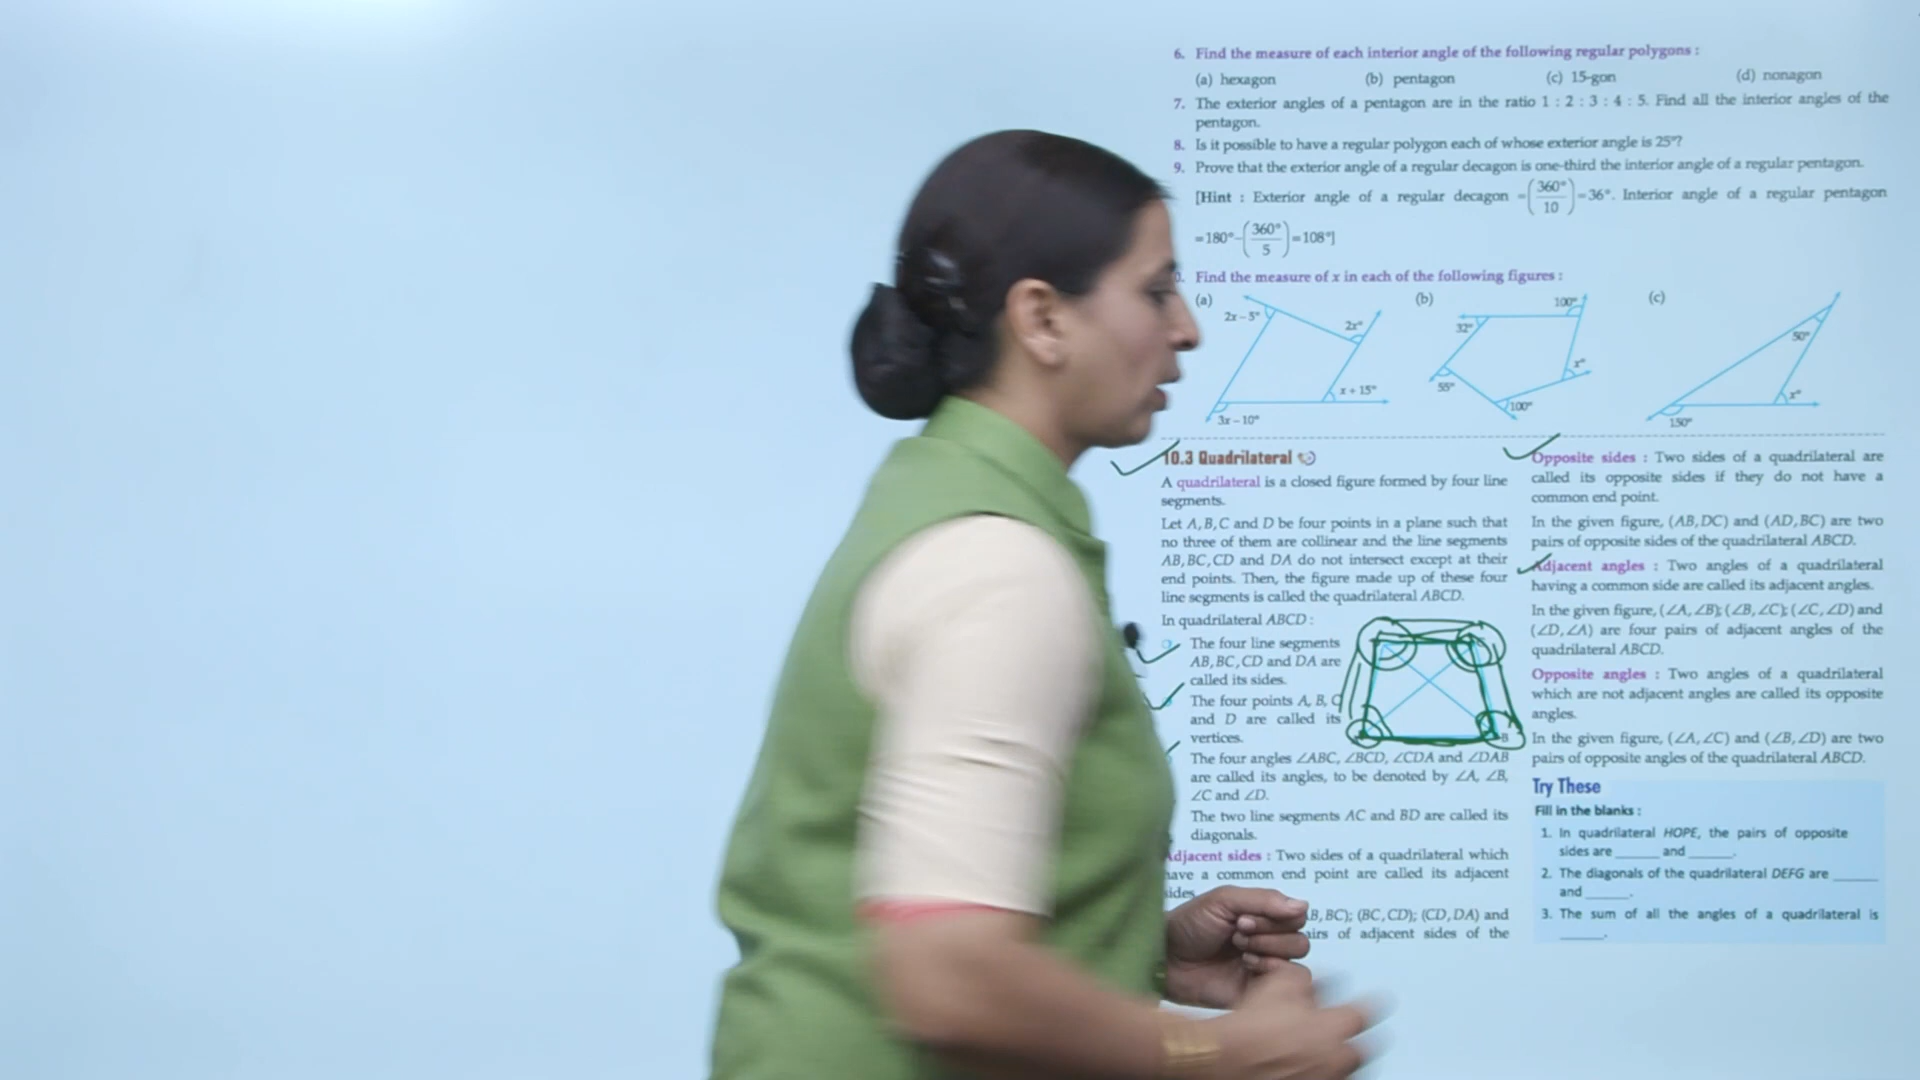 6. Find the measure of each interior angle of the following regular polygons :
(a) hexagon (b) pentagon (c) 15-gon (d) nonagon
7. The exterior angles of a pentagon are in the ratio 1 : 2 : 3 : 4 : 5. Find all the interior angles of the
pentagon.
8. Is it possible to have a regular polygon each of whose exterior angle is 25°?
9. Prove that the exterior angle of a regular decagon is one-third the interior angle of a regular pentagon.
[Hint : Exterior angle of a regular decagon =(360°/10)=36°. Interior angle of a regular pentagon
=180°-(360°/5)=108°]
0. Find the measure of x in each of the following figures :
(a) (b) (c)
2x – 5° 2x° x + 15° 3x – 10°
32° 100° x° 100° 55°
50° x° 150°
10.3 Quadrilateral
A quadrilateral is a closed figure formed by four line
segments.
Let A, B, C and D be four points in a plane such that
no three of them are collinear and the line segments
AB, BC, CD and DA do not intersect except at their
end points. Then, the figure made up of these four
line segments is called the quadrilateral ABCD.
In quadrilateral ABCD :
The four line segments
AB, BC, CD and DA are
called its sides.
The four points A, B, C
and D are called its
vertices.
B
The four angles ∠ABC, ∠BCD, ∠CDA and ∠DAB
are called its angles, to be denoted by ∠A, ∠B,
∠C and ∠D.
The two line segments AC and BD are called its
diagonals.
Adjacent sides : Two sides of a quadrilateral which
have a common end point are called its adjacent
sides
B, BC); (BC, CD); (CD, DA) and
airs of adjacent sides of the
Opposite sides : Two sides of a quadrilateral are
called its opposite sides if they do not have a
common end point.
In the given figure, (AB, DC) and (AD, BC) are two
pairs of opposite sides of the quadrilateral ABCD.
Adjacent angles : Two angles of a quadrilateral
having a common side are called its adjacent angles.
In the given figure, (∠A, ∠B); (∠B, ∠C); (∠C, ∠D) and
(∠D, ∠A) are four pairs of adjacent angles of the
quadrilateral ABCD.
Opposite angles : Two angles of a quadrilateral
which are not adjacent angles are called its opposite
angles.
In the given figure, (∠A, ∠C) and (∠B, ∠D) are two
pairs of opposite angles of the quadrilateral ABCD.
Try These
Fill in the blanks :
1. In quadrilateral HOPE, the pairs of opposite
sides are ______ and ______.
2. The diagonals of the quadrilateral DEFG are ______
and ______.
3. The sum of all the angles of a quadrilateral is
______.